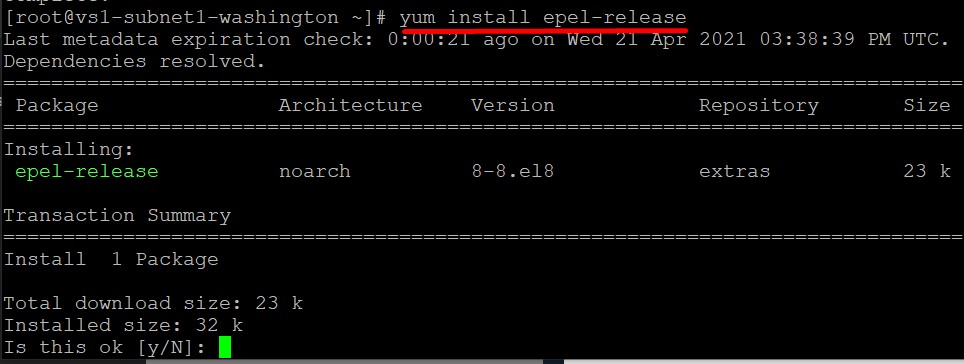 [root@vs1-subnet1-washington ~]# yum install epel-release
Last metadata expiration check: 0:00:21 ago on Wed 21 Apr 2021 03:38:39 PM UTC.
Dependencies resolved.
================================================================================
Package Architecture Version Repository Size
================================================================================
Installing:
epel-release noarch 8-8.el8 extras 23 k
Transaction Summary
================================================================================
Install 1 Package
Total download size: 23 k
Installed size: 32 k
Is this ok [y/N]: